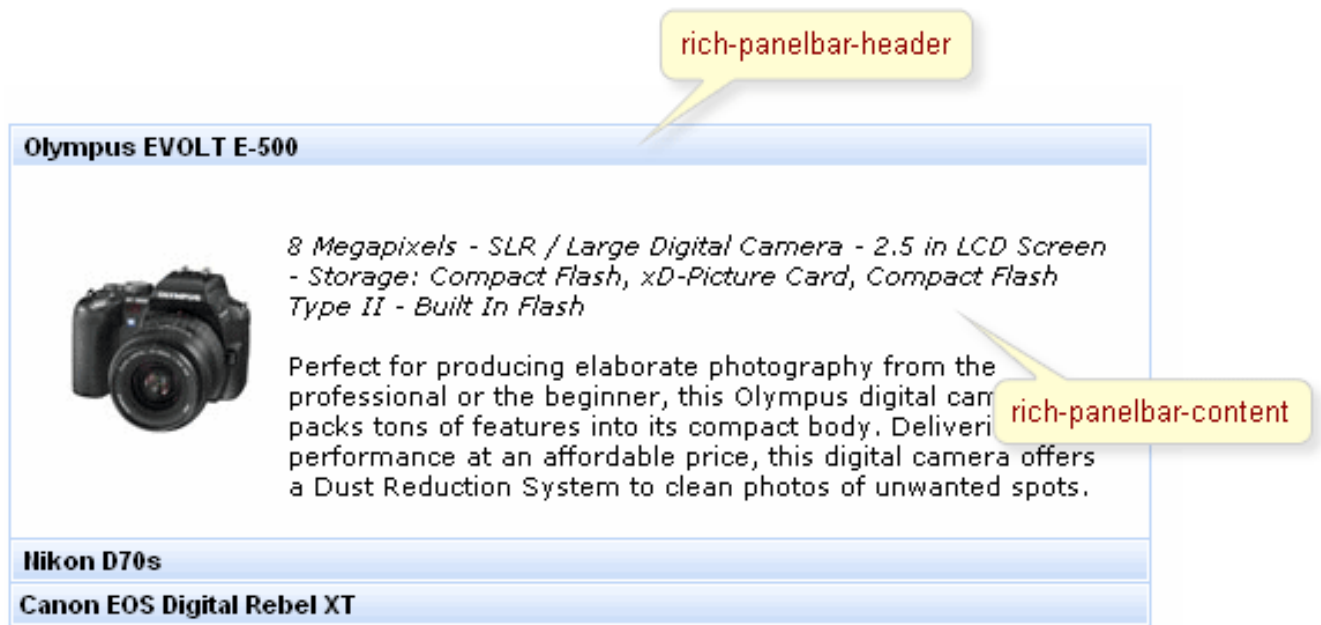 rich-panelbar-header
Olympus EVOLT E-500
8 Megapixels - SLR / Large Digital Camera - 2.5 in LCD Screen
- Storage: Compact Flash, xD-Picture Card, Compact Flash
Type II - Built In Flash
Perfect for producing elaborate photography from the
professional or the beginner, this Olympus digital
packs tons of features into its compact body.
rich-panelbar-content
performance at an affordable price, this digital camera offers
a Dust Reduction System to clean photos of unwanted spots.
Nikon D70s
Canon EOS Digital Rebel XT